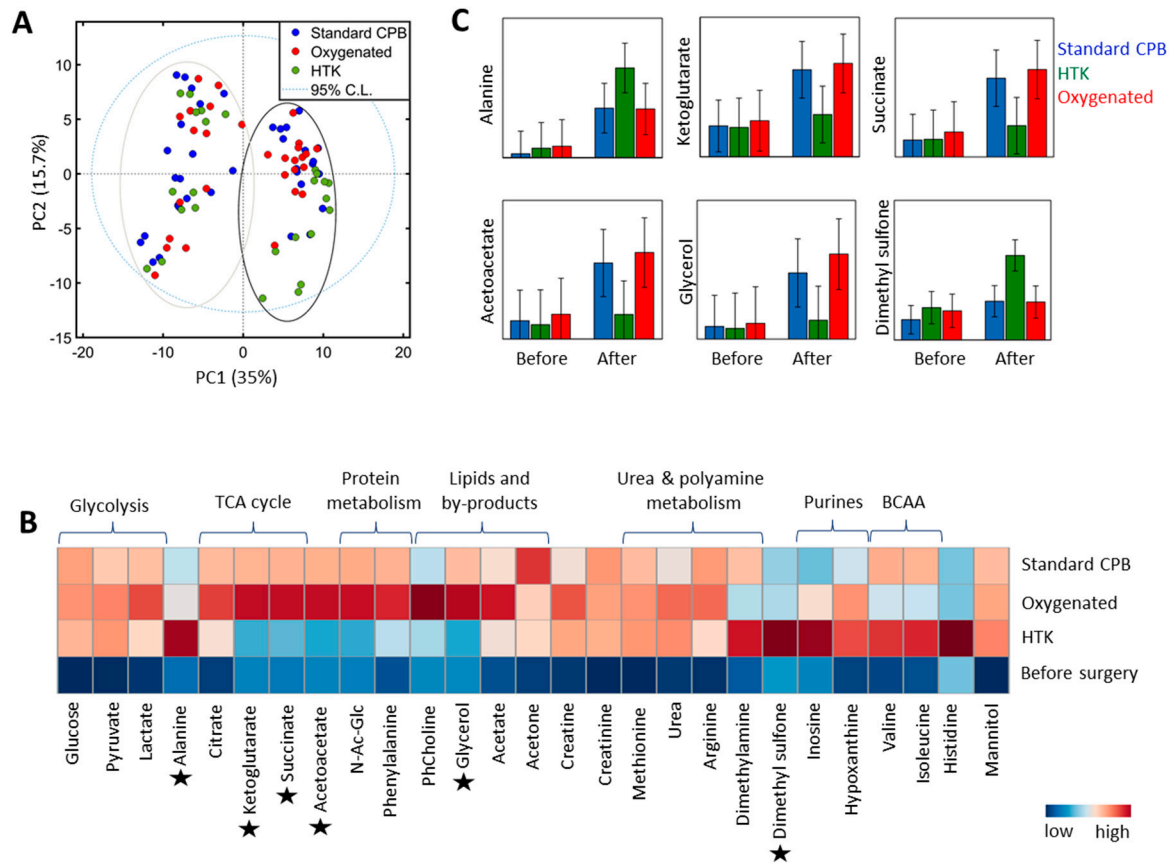 A
Standard CPB
Oxygenated
HTK
95% C.L.
10
5
0
-5
-10
-15
-20
-10
0
10
20
PC2 (15.7%)
PC1 (35%)
C
Alanine
Ketoglutarate
Succinate
Standard CPB
HTK
Oxygenated
Acetoacetate
Glycerol
Dimethyl sulfone
Before
After
Before
After
Before
After
B
Glycolysis
TCA cycle
Protein
metabolism
Lipids and
by-products
Urea & polyamine
metabolism
Purines
BCAA
Standard CPB
Oxygenated
HTK
Before surgery
Glucose
Pyruvate
Lactate
Alanine
Citrate
Ketoglutarate
Succinate
Acetoacetate
N-Ac-Glc
Phenylalanine
PhCholine
Glycerol
Acetate
Acetone
Creatine
Creatinine
Methionine
Urea
Arginine
Dimethylamine
Dimethyl sulfone
Inosine
Hypoxanthine
Valine
Isoleucine
Histidine
Mannitol
low
high